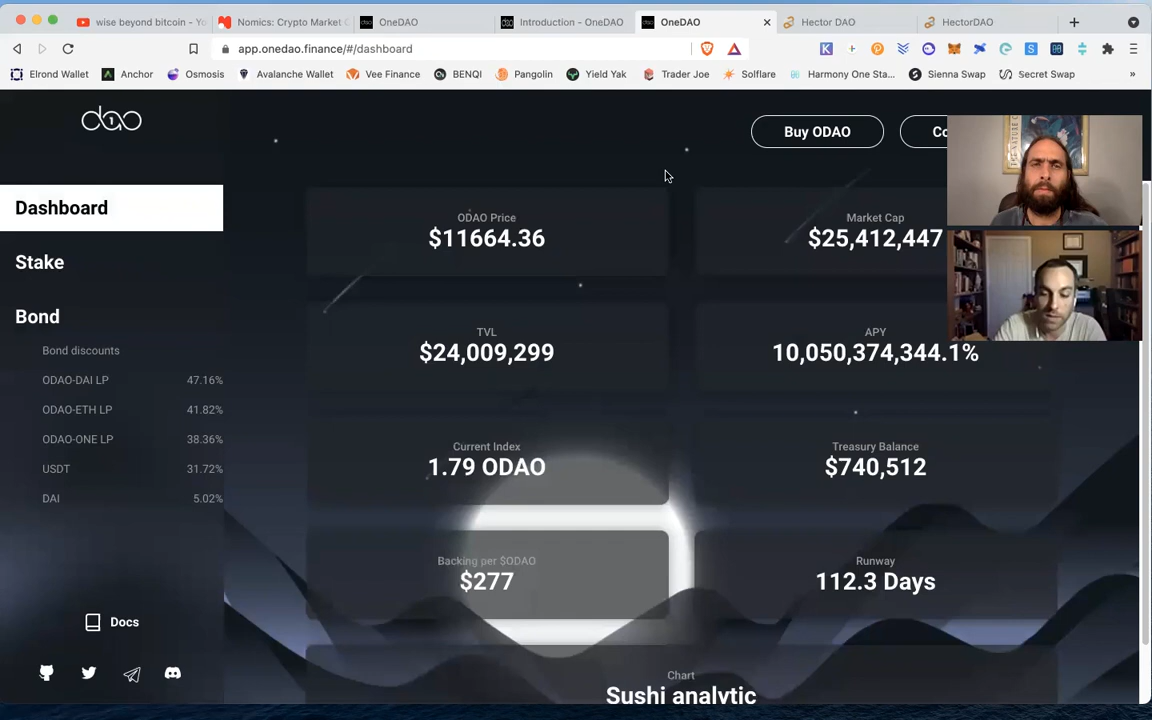 wise beyond bitcoin - Yo
Nomics: Crypto Market C
OneDAO
Introduction - OneDAO
OneDAO
Hector DAO
HectorDAO
app.onedao.finance/#/dashboard
Elrond Wallet
Anchor
Osmosis
Avalanche Wallet
Vee Finance
BENQI
Pangolin
Yield Yak
Trader Joe
Solflare
Harmony One Sta...
Sienna Swap
Secret Swap
»
dao
Buy ODAO
Co
Dashboard
Stake
Bond
Bond discounts
ODAO-DAI LP 47.16%
ODAO-ETH LP 41.82%
ODAO-ONE LP 38.36%
USDT 31.72%
DAI 5.02%
Docs
ODAO Price
$11664.36
Market Cap
$25,412,447
TVL
$24,009,299
APY
10,050,374,344.1%
Current Index
1.79 ODAO
Treasury Balance
$740,512
Backing per $ODAO
$277
Runway
112.3 Days
Chart
Sushi analytic